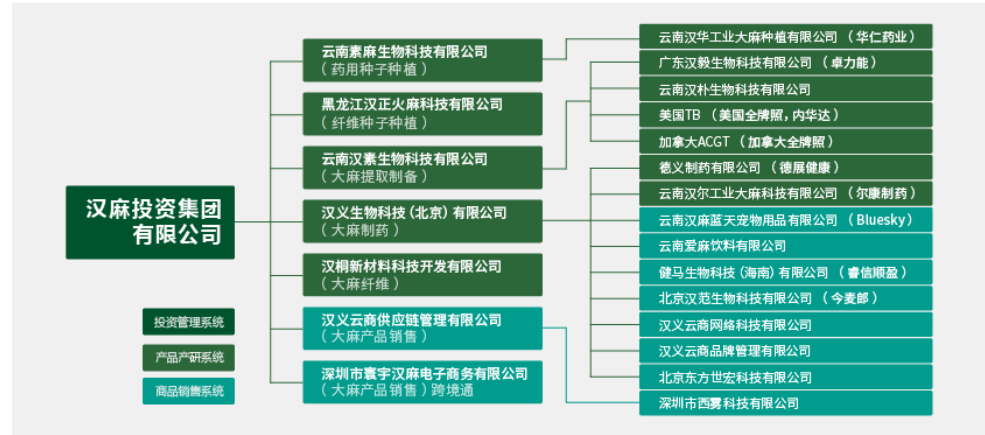 汉麻投资集团
有限公司
投资管理系统
产品产研系统
商品销售系统
云南素麻生物科技有限公司
（药用种子种植）
黑龙江汉正火麻科技有限公司
（纤维种子种植）
云南汉素生物科技有限公司
（大麻提取制备）
汉义生物科技（北京）有限公司
（大麻制药）
汉桐新材料科技开发有限公司
（大麻纤维）
汉义云商供应链管理有限公司
（大麻产品销售）
深圳市寰宇汉麻电子商务有限公司
（大麻产品销售）跨境通
云南汉华工业大麻种植有限公司（华仁药业）
广东汉毅生物科技有限公司（卓力能）
云南汉朴生物科技有限公司
美国TB（美国全牌照，内华达）
加拿大ACGT（加拿大全牌照）
德义制药有限公司（德展健康）
云南汉尔工业大麻科技有限公司（尔康制药）
云南汉麻蓝天宠物用品有限公司（Bluesky）
云南爱麻饮料有限公司
健马生物科技（海南）有限公司（睿信顺盈）
北京汉范生物科技有限公司（今麦郎）
汉义云商网络科技有限公司
汉义云商品牌管理有限公司
北京东方世宏科技有限公司
深圳市西雾科技有限公司